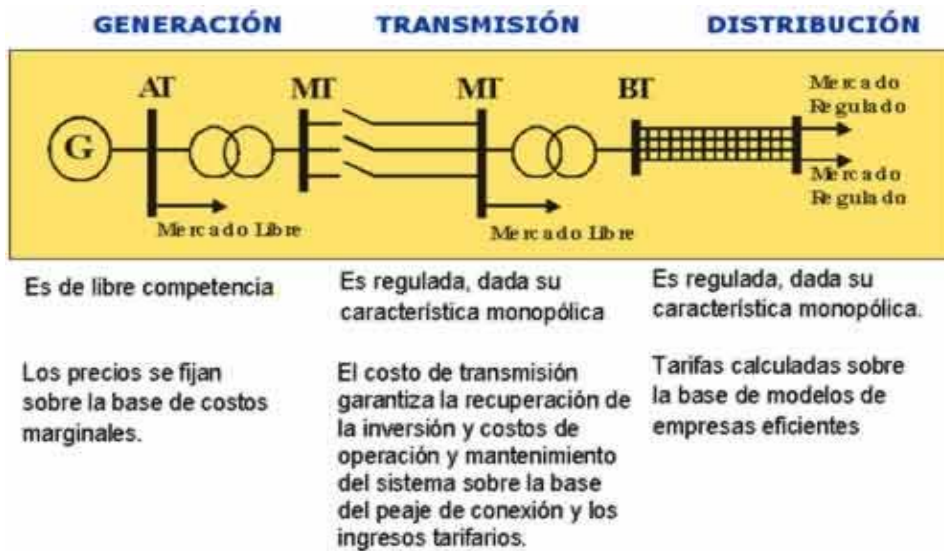 GENERACIÓN TRANSMISIÓN DISTRIBUCIÓN
AT MT MT BT
Mercado
Regulado
G
Mercado
Regulado
Mercado Libre
Mercado Libre
Es de libre competencia
Los precios se fijan
sobre la base de costos
marginales.
Es regulada, dada su
característica monopólica
El costo de transmisión
garantiza la recuperación de
la inversión y costos de
operación y mantenimiento
del sistema sobre la base
del peaje de conexión y los
ingresos tarifarios.
Es regulada, dada su
característica monopólica.
Tarifas calculadas sobre
la base de modelos de
empresas eficientes